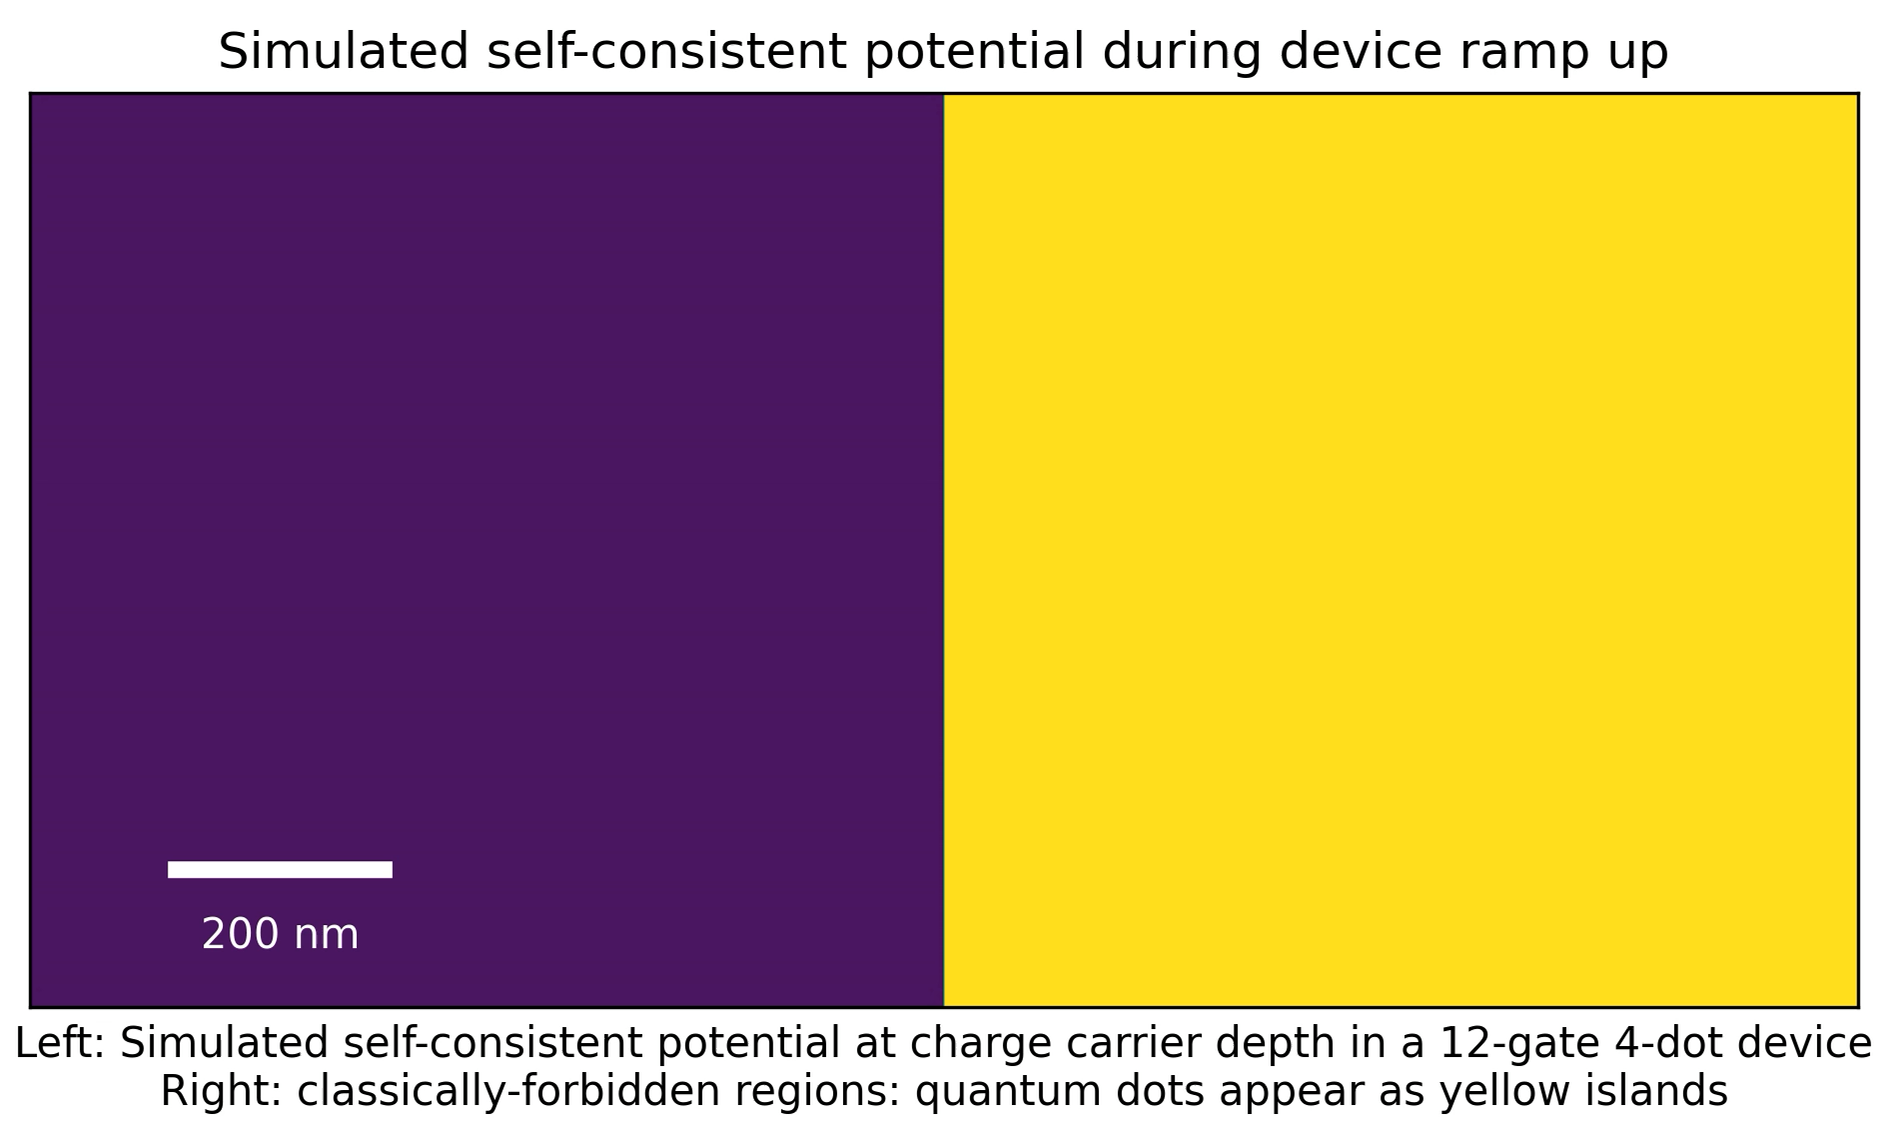 Simulated self-consistent potential during device ramp up
200 nm
Left: Simulated self-consistent potential at charge carrier depth in a 12-gate 4-dot device
Right: classically-forbidden regions: quantum dots appear as yellow islands